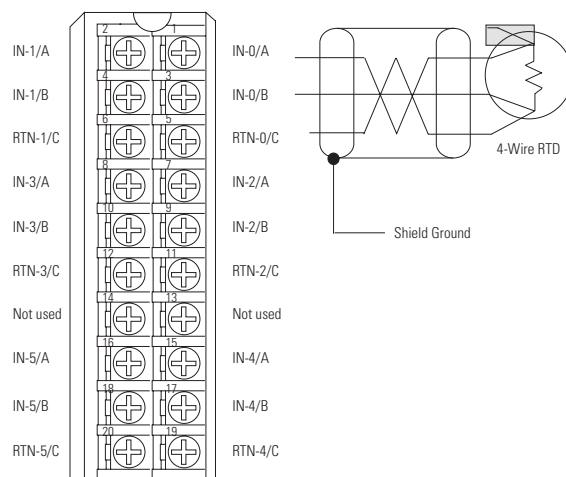 2 1
IN-1/A IN-0/A
4 3
IN-1/B IN-0/B
6 5
RTN-1/C RTN-0/C
4-Wire RTD
8 7
IN-3/A IN-2/A
10 9
IN-3/B IN-2/B
Shield Ground
12 11
RTN-3/C RTN-2/C
14 13
Not used Not used
16 15
IN-5/A IN-4/A
18 17
IN-5/B IN-4/B
20 19
RTN-5/C RTN-4/C